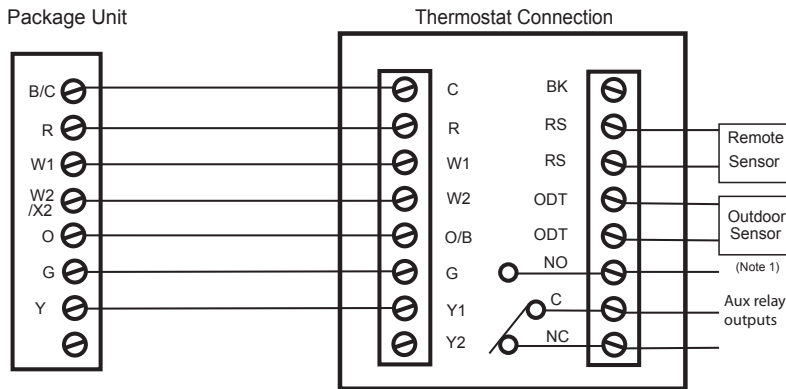 Package Unit
Thermostat Connection
B/C
R
W1
W2
/X2
O
G
Y
C
R
W1
W2
O/B
G
Y1
Y2
BK
RS
RS
ODT
ODT
NO
C
NC
Remote
Sensor
Outdoor
Sensor
(Note 1)
Aux relay
outputs